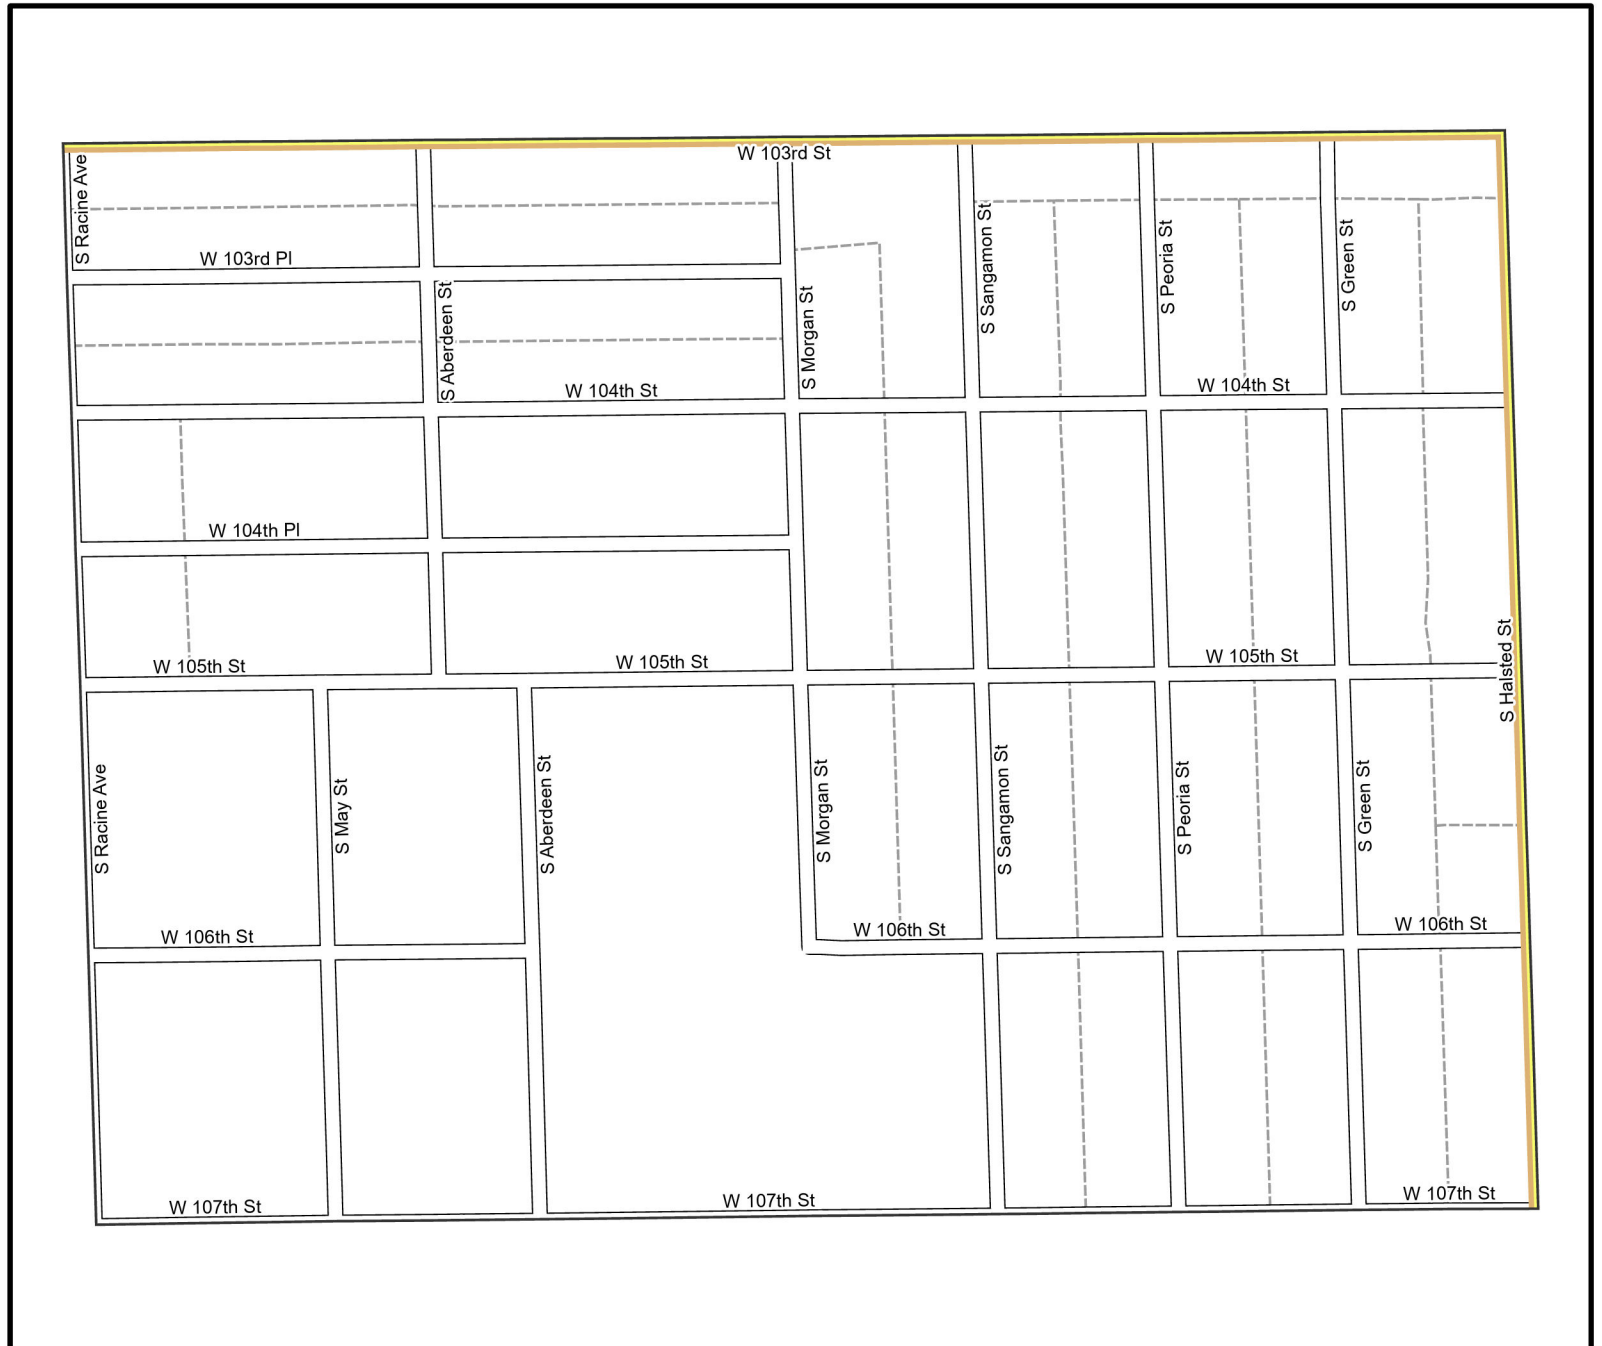 W 103rd St
S Racine Ave
S Sangamon St
S Peoria St
S Green St
W 103rd Pl
S Aberdeen St
S Morgan St
W 104th St
W 104th St
W 104th Pl
W 105th St
W 105th St
W 105th St
S Halsted St
S Racine Ave
S May St
S Aberdeen St
S Morgan St
S Sangamon St
S Peoria St
S Green St
W 106th St
W 106th St
W 106th St
W 107th St
W 107th St
W 107th St